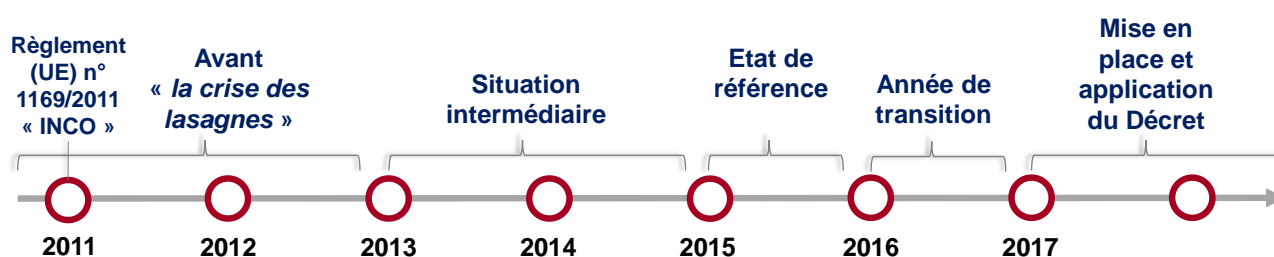 Règlement
(UE) n°
1169/2011
« INCO »
Avant
« la crise des
lasagnes »
Situation
intermédiaire
Etat de
référence
Année de
transition
Mise en
place et
application
du Décret
2011
2012
2013
2014
2015
2016
2017